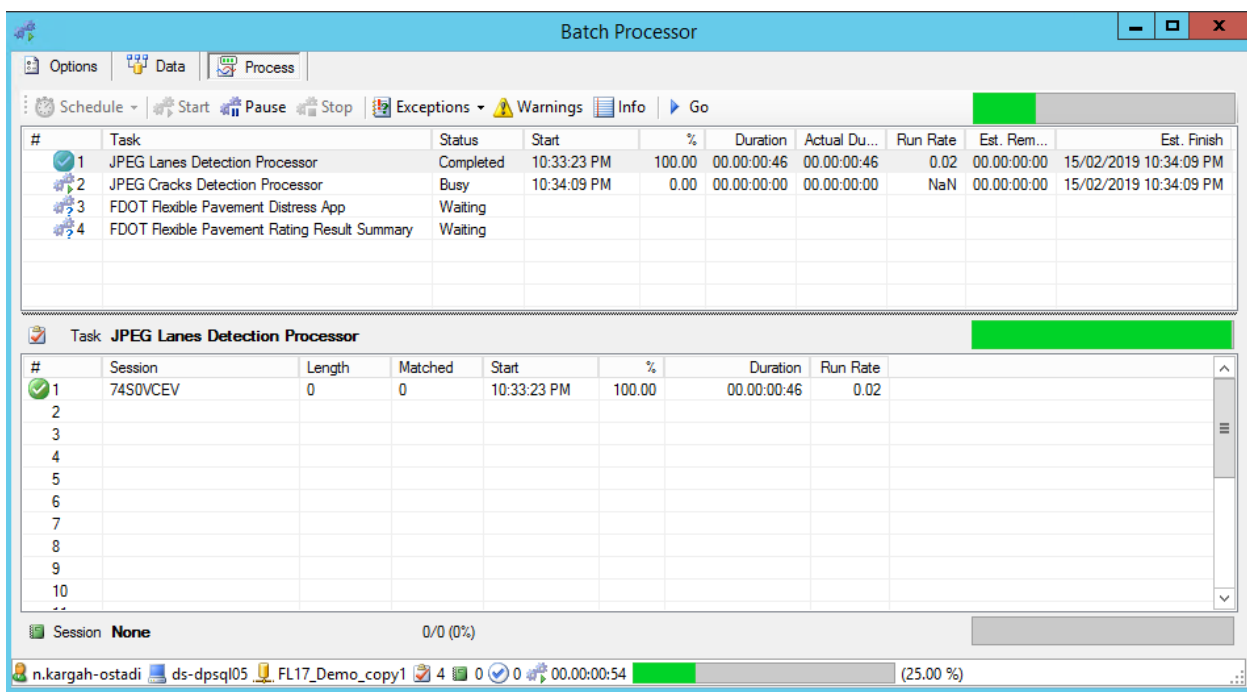 Batch Processor
Options Data Process
Schedule Start Pause Stop Exceptions Warnings Info Go
# Task Status Start % Duration Actual Du... Run Rate Est. Rem... Est. Finish
1 JPEG Lanes Detection Processor Completed 10:33:23 PM 100.00 00.00:00:46 00.00:00:46 0.02 00.00:00:00 15/02/2019 10:34:09 PM
2 JPEG Cracks Detection Processor Busy 10:34:09 PM 0.00 00.00:00:00 00.00:00:00 NaN 00.00:00:00 15/02/2019 10:34:09 PM
3 FDOT Flexible Pavement Distress App Waiting
4 FDOT Flexible Pavement Rating Result Summary Waiting
Task JPEG Lanes Detection Processor
# Session Length Matched Start % Duration Run Rate
1 74S0VCEV 0 0 10:33:23 PM 100.00 00.00:00:46 0.02
2
3
4
5
6
7
8
9
10
Session None 0/0 (0%)
n.kargah-ostadi ds-dpsql05 FL17_Demo_copy1 4 0 0 00.00:00:54 (25.00 %)